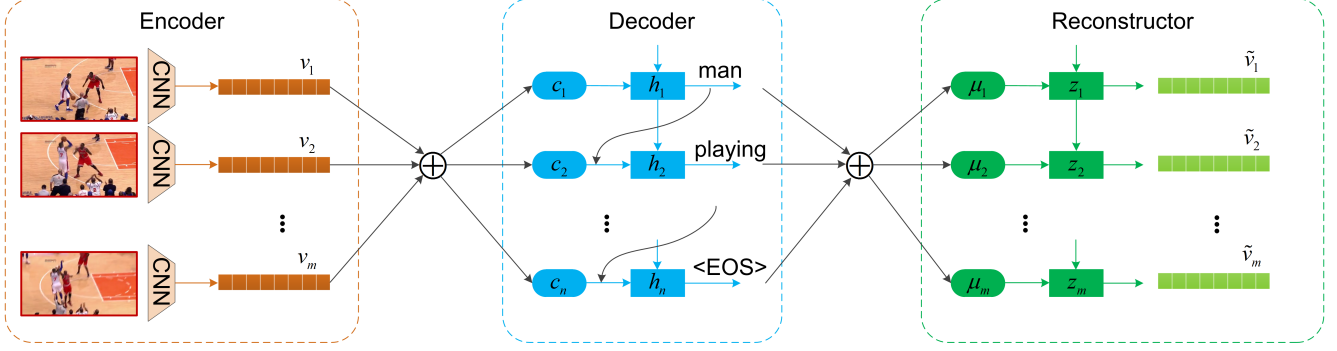 Encoder
Decoder
Reconstructor
CNN
v₁
c₁
h₁
man
μ₁
z₁
ṽ₁
CNN
v₂
c₂
h₂
playing
μ₂
z₂
ṽ₂
CNN
vₘ
cₙ
hₙ
<EOS>
μₘ
zₘ
ṽₘ